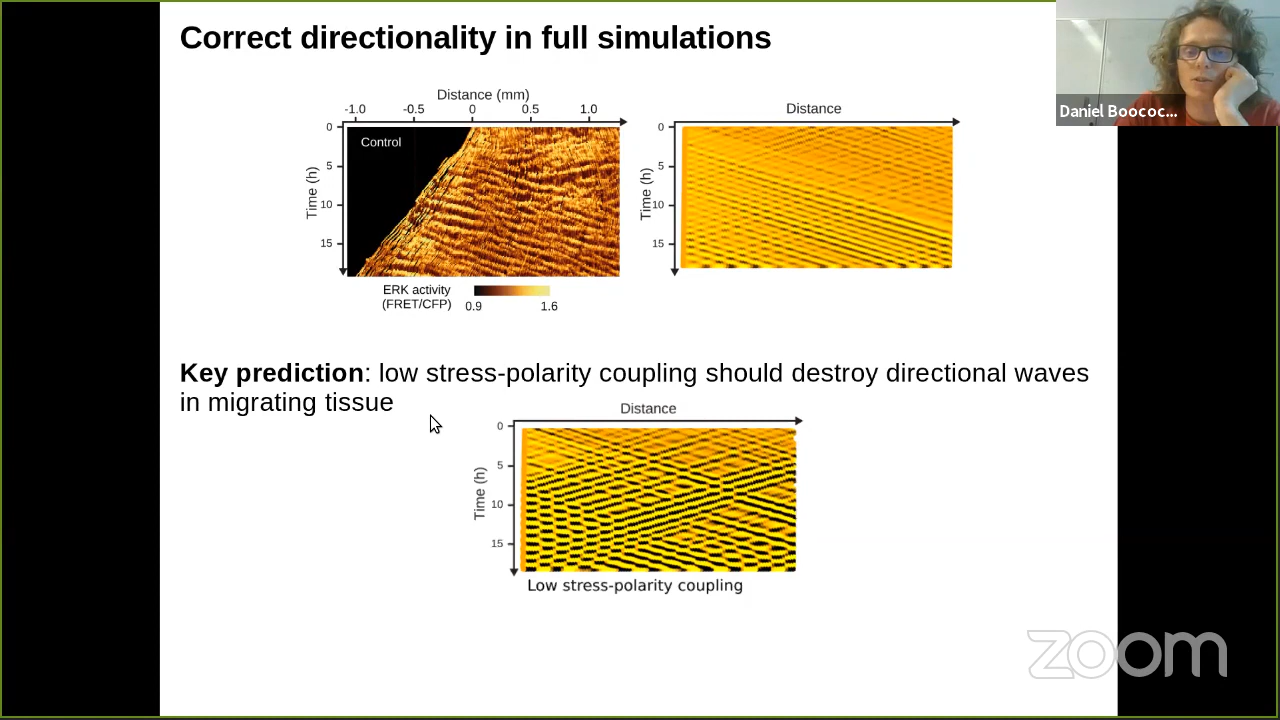 Correct directionality in full simulations
Daniel Boococ...
Distance (mm)
-1.0 -0.5 0 0.5 1.0
Control
Time (h)
0
5
10
15
ERK activity
(FRET/CFP)
0.9 1.6
Distance
Time (h)
0
5
10
15
Key prediction: low stress-polarity coupling should destroy directional waves
in migrating tissue
Distance
Time (h)
0
5
10
15
Low stress-polarity coupling
zoom